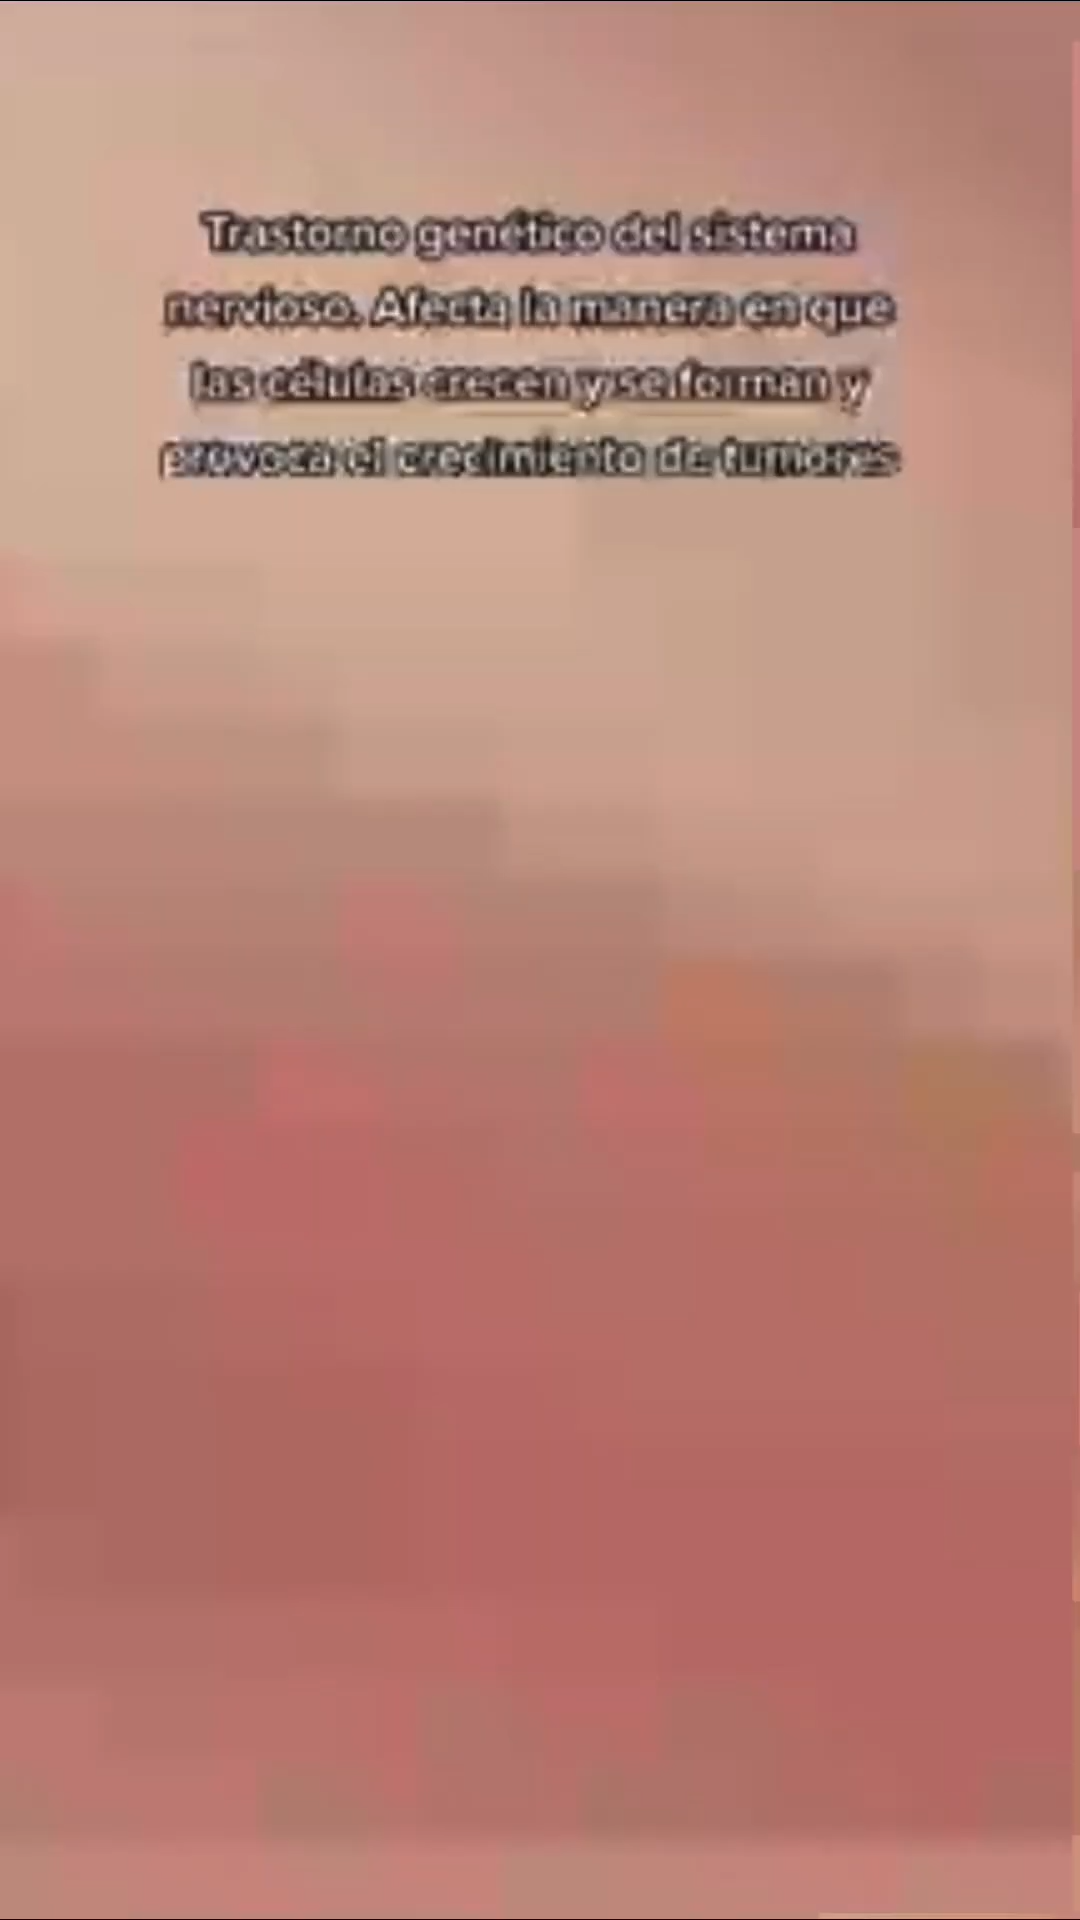 Trastorno genético del sistema
nervioso. Afecta la manera en que
las células crecen y se forman y
provoca el crecimiento de tumores